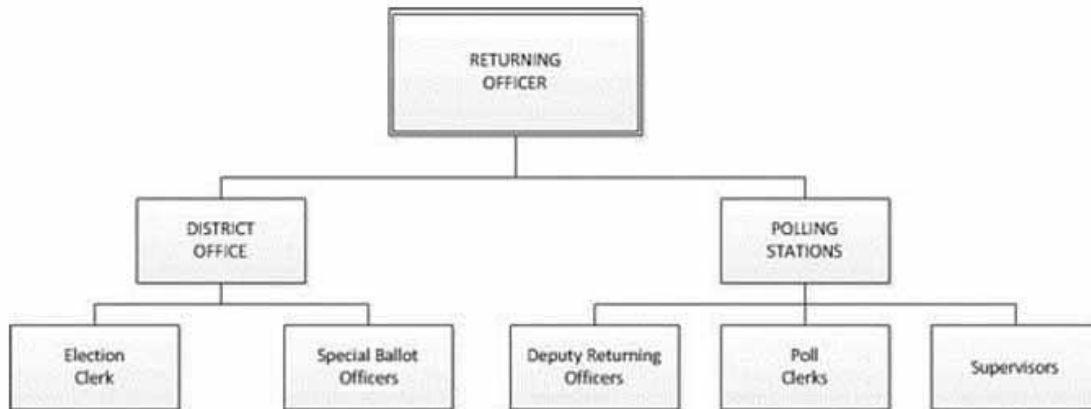 RETURNING
OFFICER
DISTRICT
OFFICE
POLLING
STATIONS
Election
Clerk
Special Ballot
Officers
Deputy Returning
Officers
Poll
Clerks
Supervisors